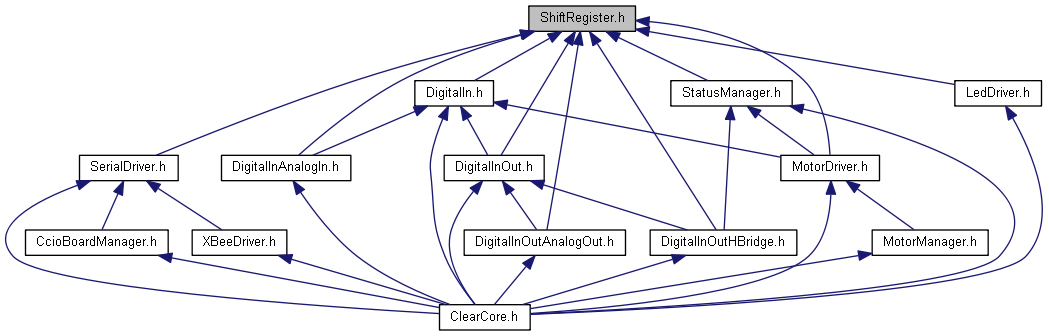 ShiftRegister.h
DigitalIn.h
StatusManager.h
LedDriver.h
SerialDriver.h
DigitalInAnalogIn.h
DigitalInOut.h
MotorDriver.h
CcioBoardManager.h
XBeeDriver.h
DigitalInOutAnalogOut.h
DigitalInOutHBridge.h
MotorManager.h
ClearCore.h